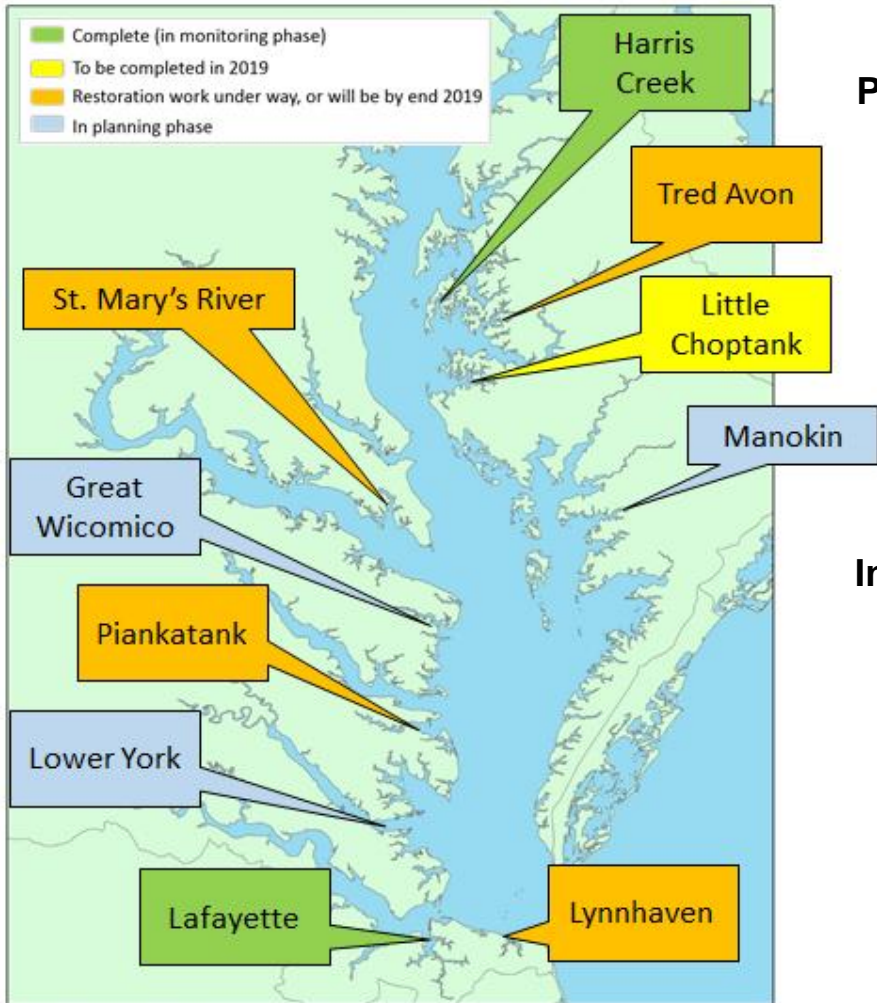 Complete (in monitoring phase)
To be completed in 2019
Restoration work under way, or will be by end 2019
In planning phase
Harris
Creek
P
Tred Avon
St. Mary's River
Little
Choptank
Manokin
Great
Wicomico
In
Piankatank
Lower York
Lafayette
Lynnhaven